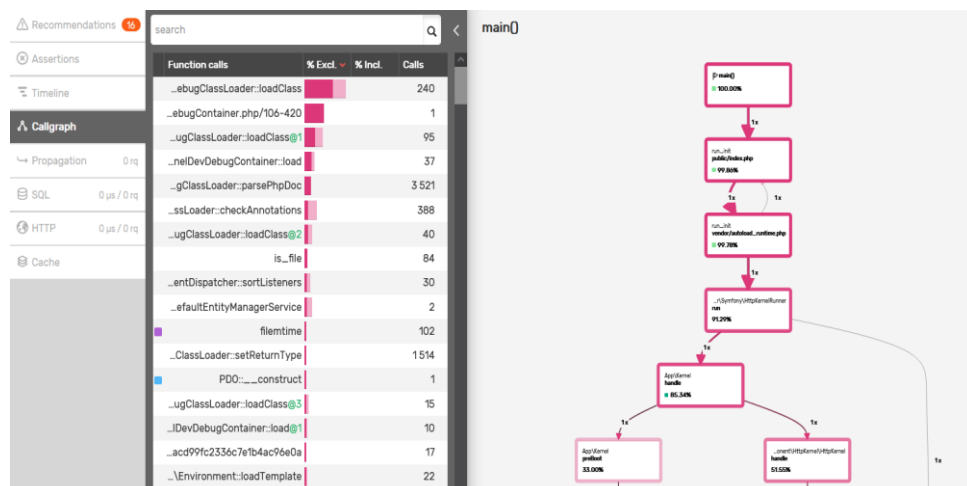 Recommendations 16
Assertions
Timeline
Callgraph
Propagation 0 rq
SQL 0 µs / 0 rq
HTTP 0 µs / 0 rq
Cache
search
Function calls % Excl. % Incl. Calls
…ebugClassLoader::loadClass 240
…ebugContainer.php/106-420 1
…ugClassLoader::loadClass@1 95
…nelDevDebugContainer::load 37
…gClassLoader::parsePhpDoc 3 521
…ssLoader::checkAnnotations 388
…ugClassLoader::loadClass@2 40
is_file 84
…entDispatcher::sortListeners 30
…efaultEntityManagerService 2
filemtime 102
…ClassLoader::setReturnType 1 514
PDO::__construct 1
…ugClassLoader::loadClass@3 15
…lDevDebugContainer::load@1 10
…acd99fc2336c7e1b4ac96e0a 17
…\Environment::loadTemplate 22
main()
main()
100.00%
1x
run_init
public/index.php
99.86%
1x 1x
run_init
vendor/autoload_runtime.php
99.78%
1x
…r\Symfony\HttpKernelRunner
run
91.29%
1x
App\Kernel
handle
85.34%
1x 1x
App\Kernel
preBoot
33.00%
…onent\HttpKernel\HttpKernel
handle
51.55%
1x